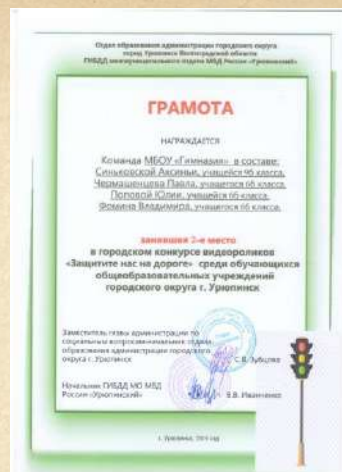 Отдел образования администрации городского округа
город Урюпинск Волгоградской области
ГИБДД межмуниципального отдела МВД России «Урюпинский»
ГРАМОТА
НАГРАЖДАЕТСЯ
Команда МБОУ «Гимназия» в составе:
Синьковской Аксиньи, учащейся 9б класса,
Чермашенцева Павла, учащегося 6б класса,
Поповой Юлии, учащейся 6б класса,
Фомина Владимира, учащегося 6б класса,
занявшая 2-е место
в городском конкурсе видеороликов
«Защитите нас на дороге» среди обучающихся
общеобразовательных учреждений
городского округа г. Урюпинск
Заместитель главы администрации по
социальным вопросам, начальник отдела
образования администрации городского
округа г. Урюпинск
С.В. Зубцова
Начальник ГИБДД МО МВД
России «Урюпинский»
В.В. Иванченко
г. Урюпинск, год